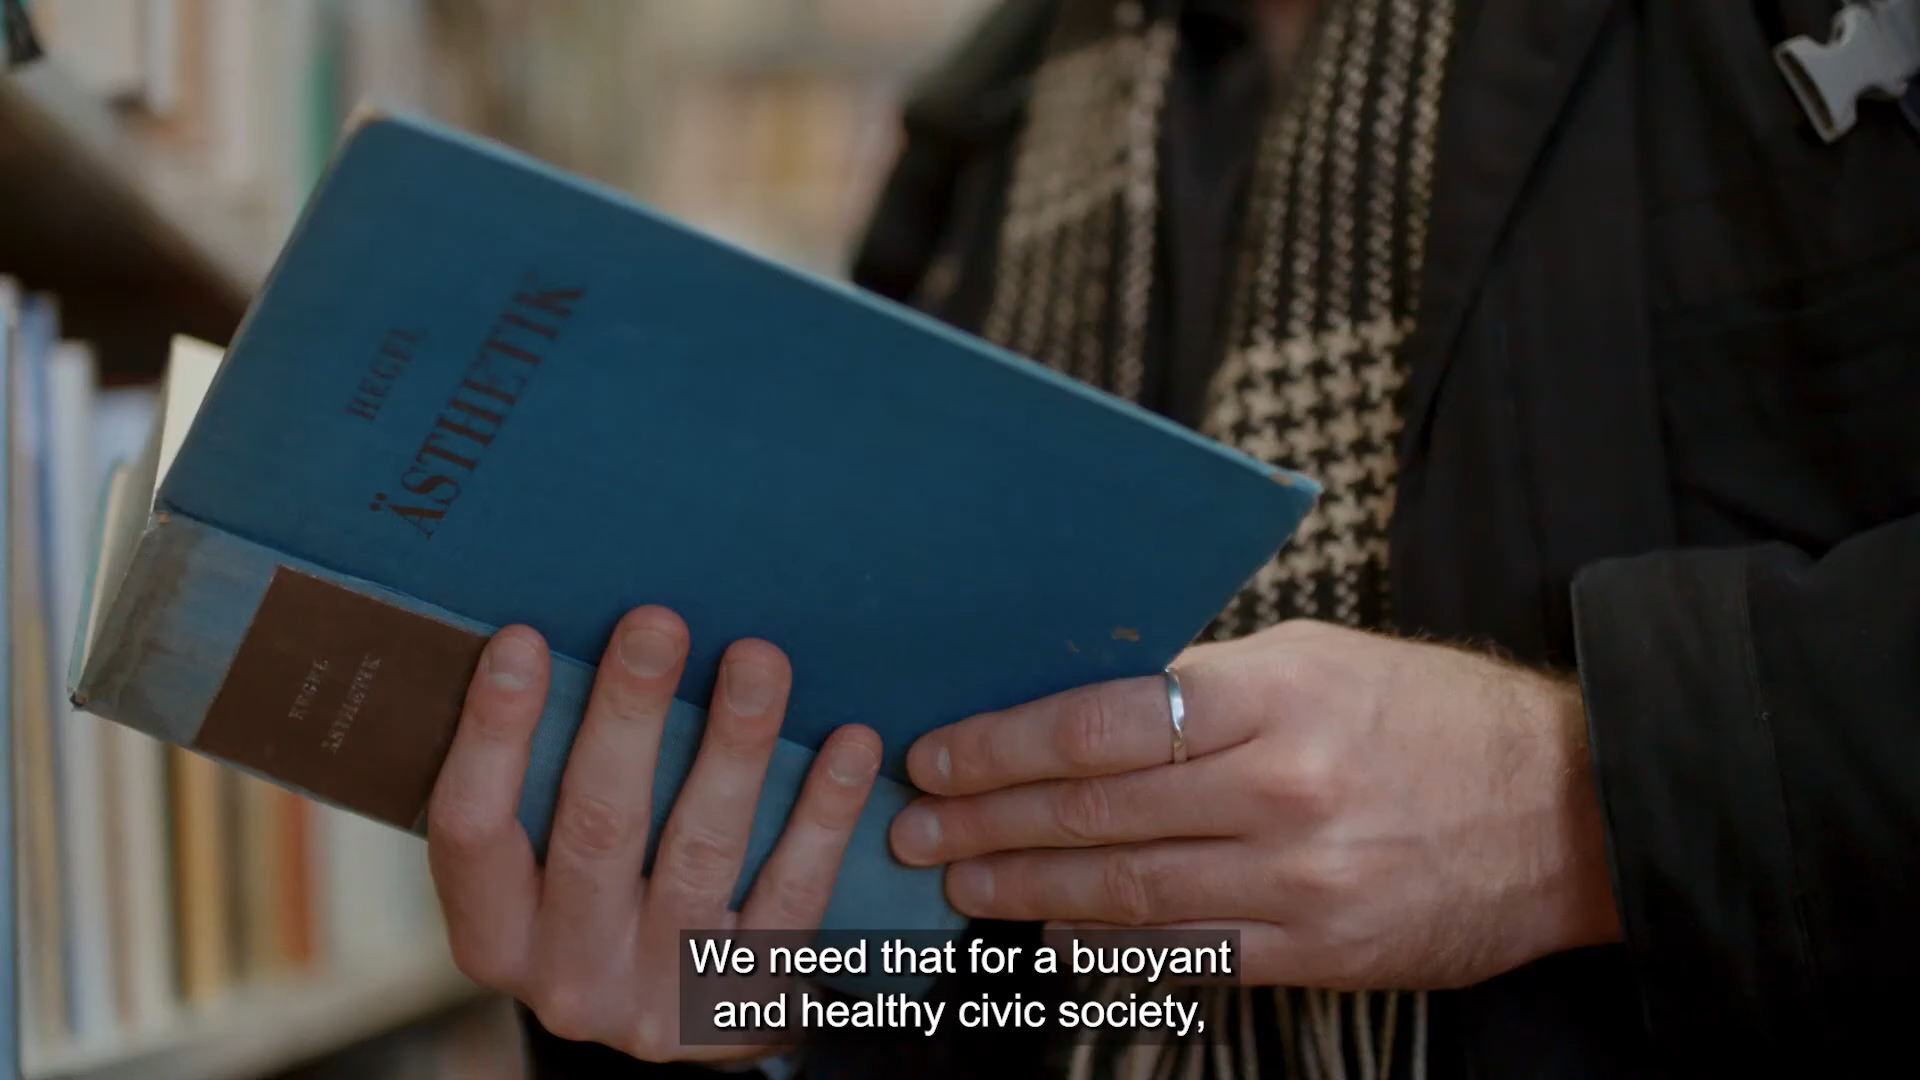 HEGEL
ÄSTHETIK
HEGEL
ÄSTHETIK
We need that for a buoyant
and healthy civic society,